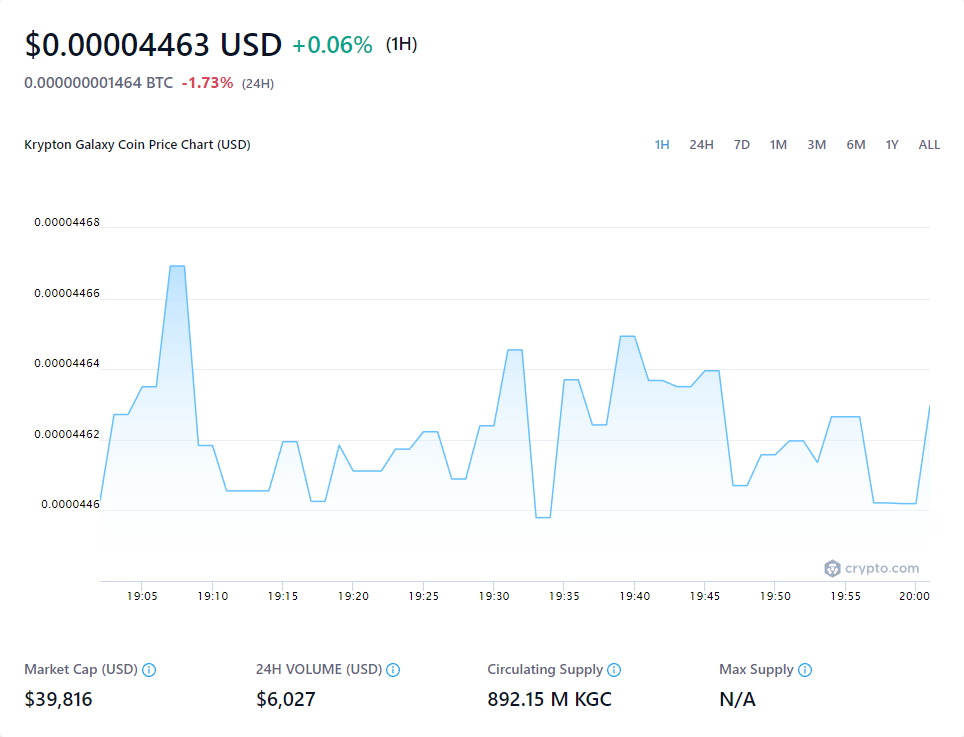 $0.00004463 USD +0.06% (1H)
0.000000001464 BTC -1.73% (24H)
Krypton Galaxy Coin Price Chart (USD)
1H 24H 7D 1M 3M 6M 1Y ALL
0.00004468
0.00004466
0.00004464
0.00004462
0.0000446
crypto.com
19:05 19:10 19:15 19:20 19:25 19:30 19:35 19:40 19:45 19:50 19:55 20:00
Market Cap (USD) 24H VOLUME (USD) Circulating Supply Max Supply
$39,816 $6,027 892.15 M KGC N/A